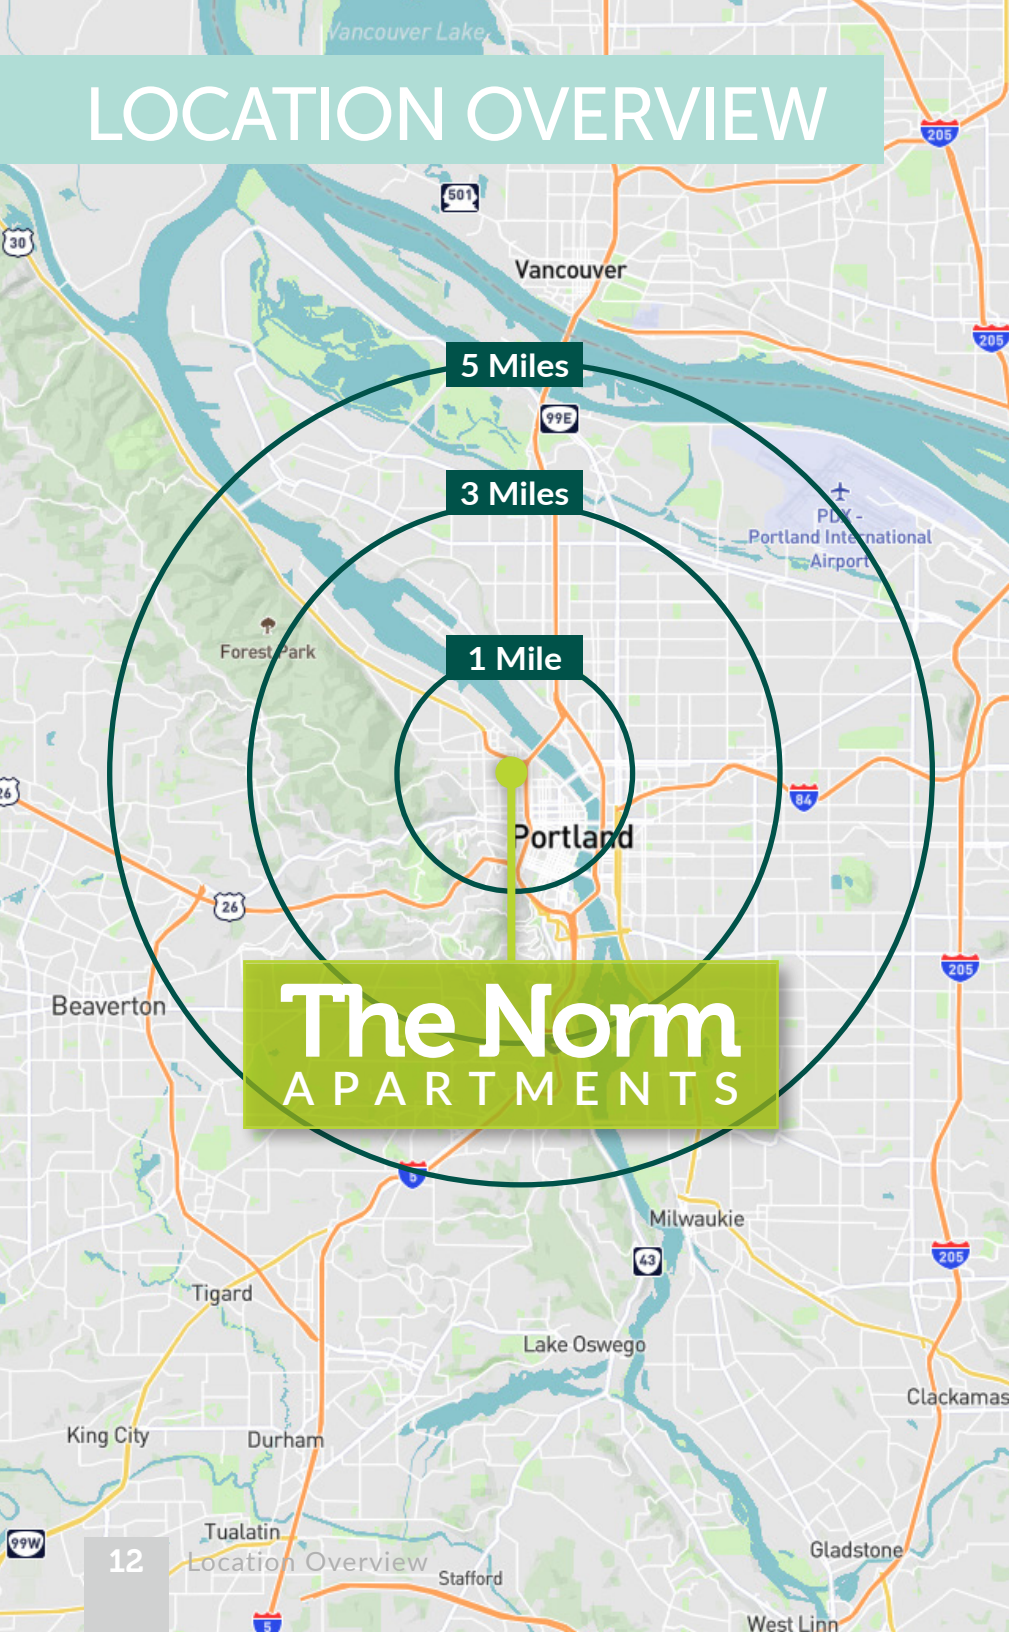 Vancouver Lake
LOCATION OVERVIEW
205
501
30
Vancouver
205
5 Miles
99E
3 Miles
PDX -
Portland International
Airport
Forest Park
1 Mile
26
84
Portland
26
205
Beaverton
The Norm
APARTMENTS
5
Milwaukie
43
205
Tigard
Lake Oswego
Clackamas
King City
Durham
99W
Tualatin
Gladstone
12
Location Overview
Stafford
5
West Linn